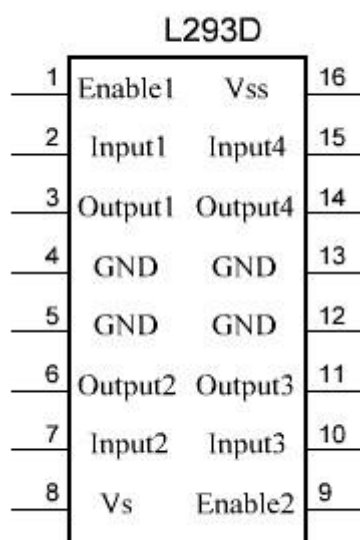 L293D
1 Enable1 Vss 16
2 Input1 Input4 15
3 Output1 Output4 14
4 GND GND 13
5 GND GND 12
6 Output2 Output3 11
7 Input2 Input3 10
8 Vs Enable2 9